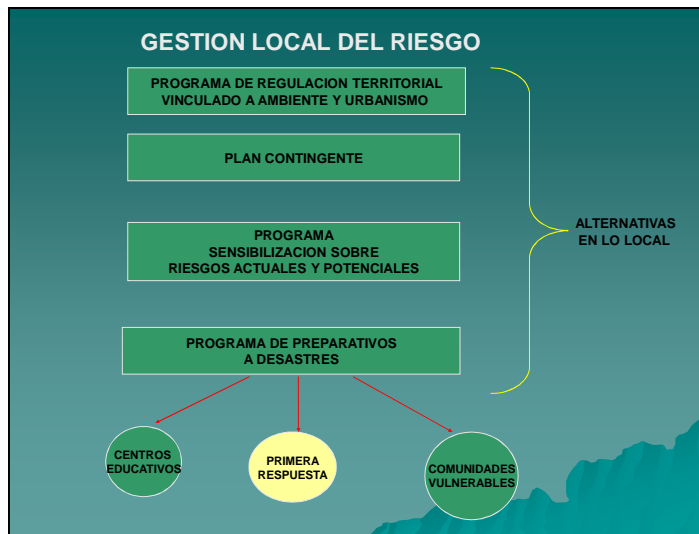 GESTION LOCAL DEL RIESGO
PROGRAMA DE REGULACION TERRITORIAL
VINCULADO A AMBIENTE Y URBANISMO
PLAN CONTINGENTE
PROGRAMA
SENSIBILIZACION SOBRE
RIESGOS ACTUALES Y POTENCIALES
ALTERNATIVAS
EN LO LOCAL
PROGRAMA DE PREPARATIVOS
A DESASTRES
CENTROS
EDUCATIVOS
PRIMERA
RESPUESTA
COMUNIDADES
VULNERABLES